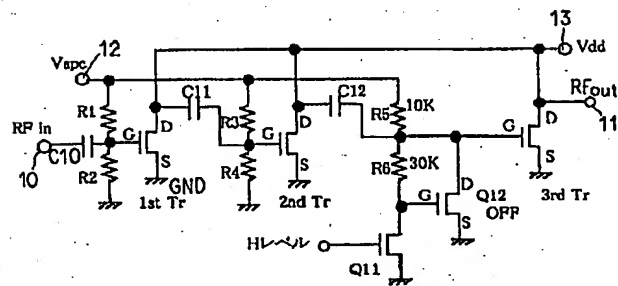 13
12
Vapc
Vdd
C11
C12
RFout
R1
R3
R5
10K
11
RF in
D
D
D
G
G
G
10
C10
S
S
S
R2
R4
R6
30K
GND
D
1st Tr
2nd Tr
G
Q12
3rd Tr
OFF
S
Hレベル
Q11